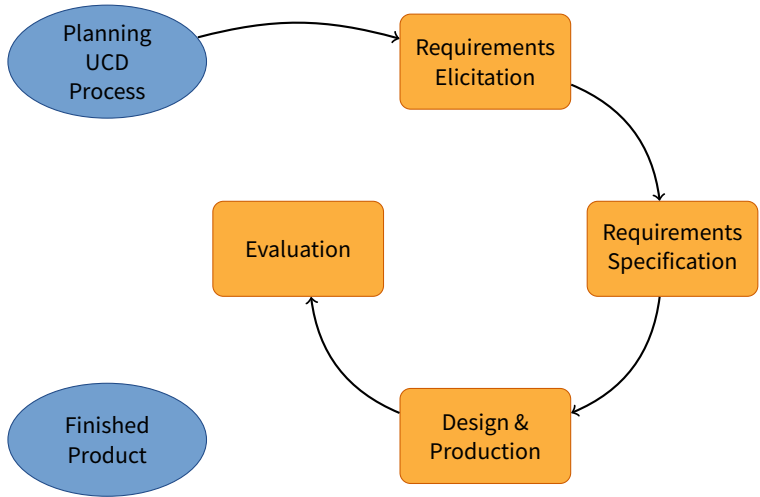 Planning
UCD
Process
Requirements
Elicitation
Requirements
Specification
Evaluation
Design &
Production
Finished
Product